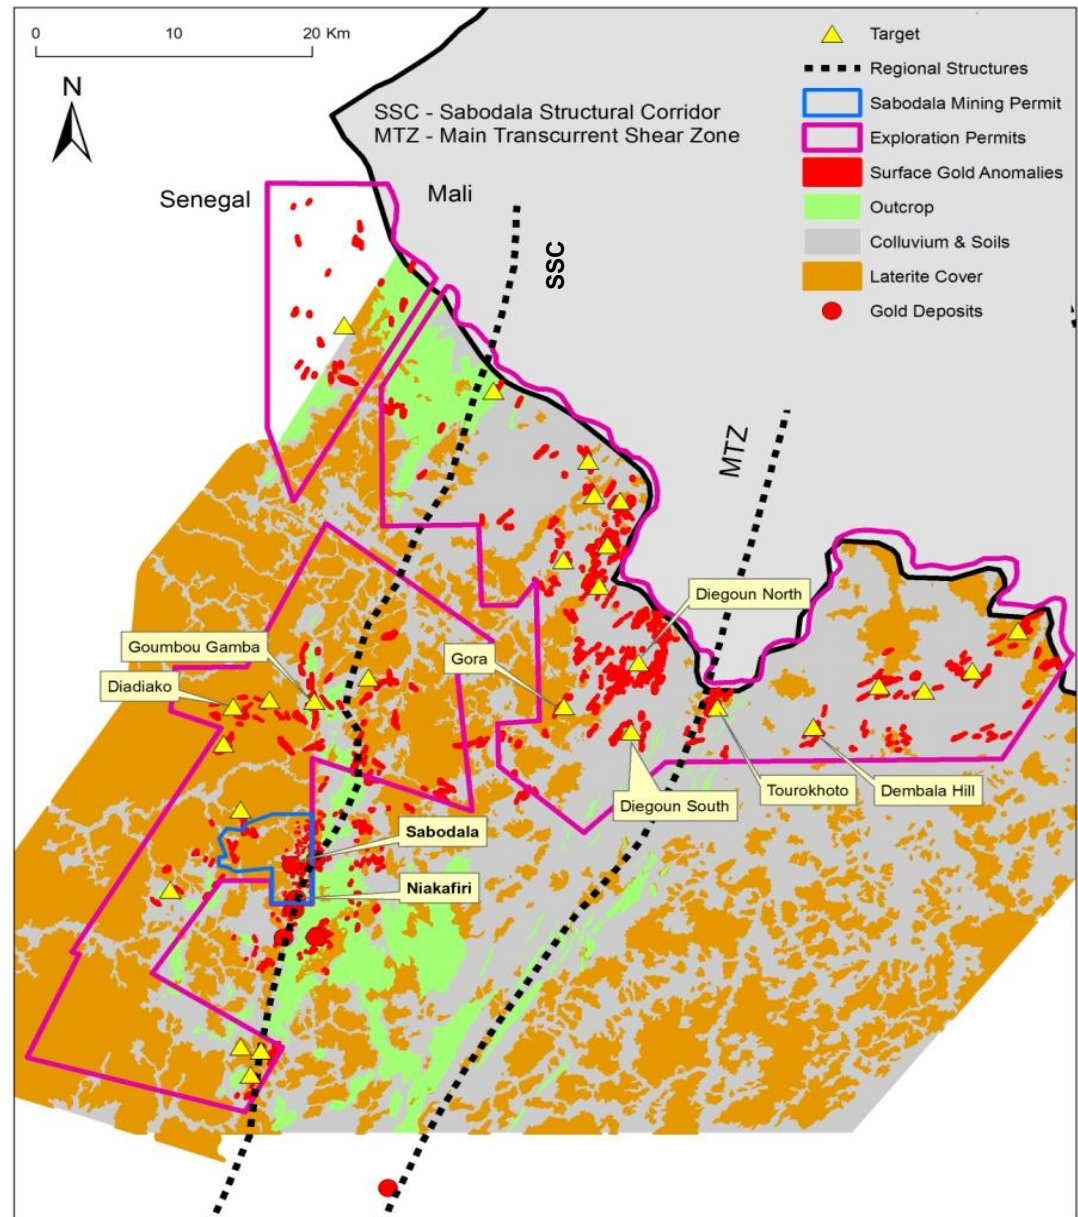 0 10 20 Km
N
SSC - Sabodala Structural Corridor
MTZ - Main Transcurrent Shear Zone
Target
Regional Structures
Sabodala Mining Permit
Exploration Permits
Surface Gold Anomalies
Outcrop
Colluvium & Soils
Laterite Cover
Gold Deposits
Senegal
Mali
SSC
MTZ
Diegoun North
Goumbou Gamba
Gora
Diadiako
Diegoun South
Tourokhoto
Dembala Hill
Sabodala
Niakafiri